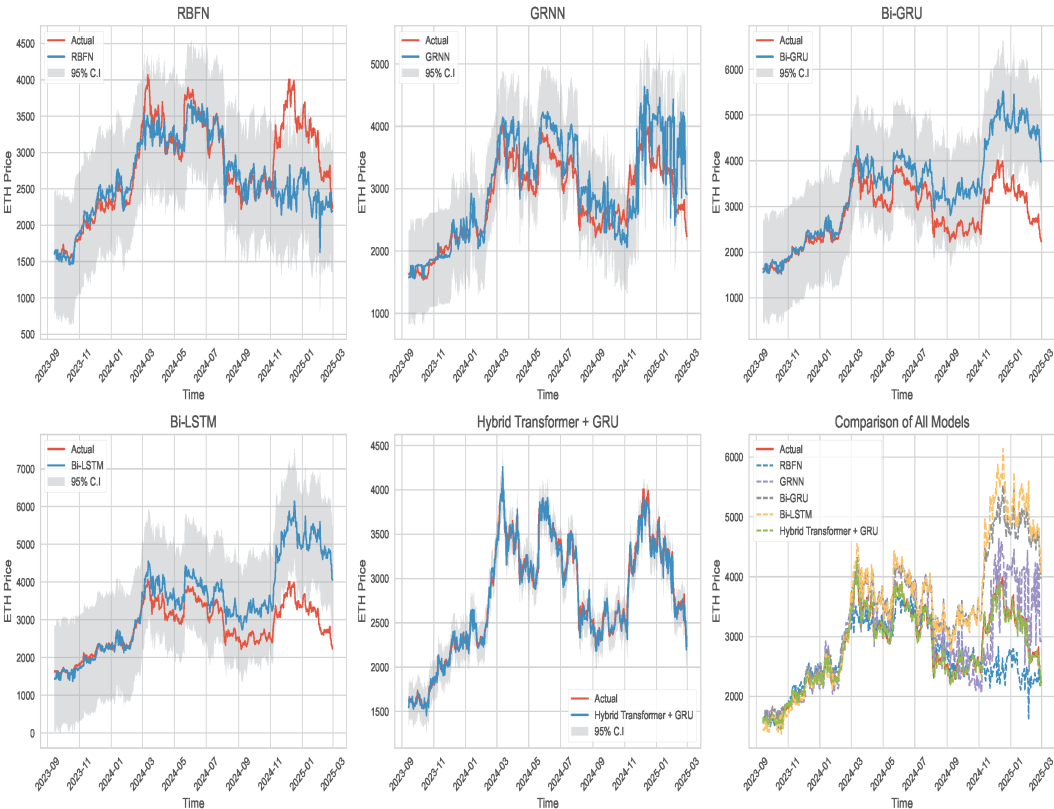 RBFN
ETH Price
4500
4000
3500
3000
2500
2000
1500
1000
500
Actual
RBFN
95% C.I
2023-09
2023-11
2024-01
2024-03
2024-05
2024-07
2024-09
2024-11
2025-01
2025-03
Time
GRNN
ETH Price
5000
4000
3000
2000
1000
Actual
GRNN
95% C.I
2023-09
2023-11
2024-01
2024-03
2024-05
2024-07
2024-09
2024-11
2025-01
2025-03
Time
Bi-GRU
ETH Price
6000
5000
4000
3000
2000
1000
Actual
Bi-GRU
95% C.I
2023-09
2023-11
2024-01
2024-03
2024-05
2024-07
2024-09
2024-11
2025-01
2025-03
Time
Bi-LSTM
ETH Price
7000
6000
5000
4000
3000
2000
1000
0
Actual
Bi-LSTM
95% C.I
2023-09
2023-11
2024-01
2024-03
2024-05
2024-07
2024-09
2024-11
2025-01
2025-03
Time
Hybrid Transformer + GRU
ETH Price
4500
4000
3500
3000
2500
2000
1500
Actual
Hybrid Transformer + GRU
95% C.I
2023-09
2023-11
2024-01
2024-03
2024-05
2024-07
2024-09
2024-11
2025-01
2025-03
Time
Comparison of All Models
ETH Price
6000
5000
4000
3000
2000
Actual
RBFN
GRNN
Bi-GRU
Bi-LSTM
Hybrid Transformer + GRU
2023-09
2023-11
2024-01
2024-03
2024-05
2024-07
2024-09
2024-11
2025-01
2025-03
Time